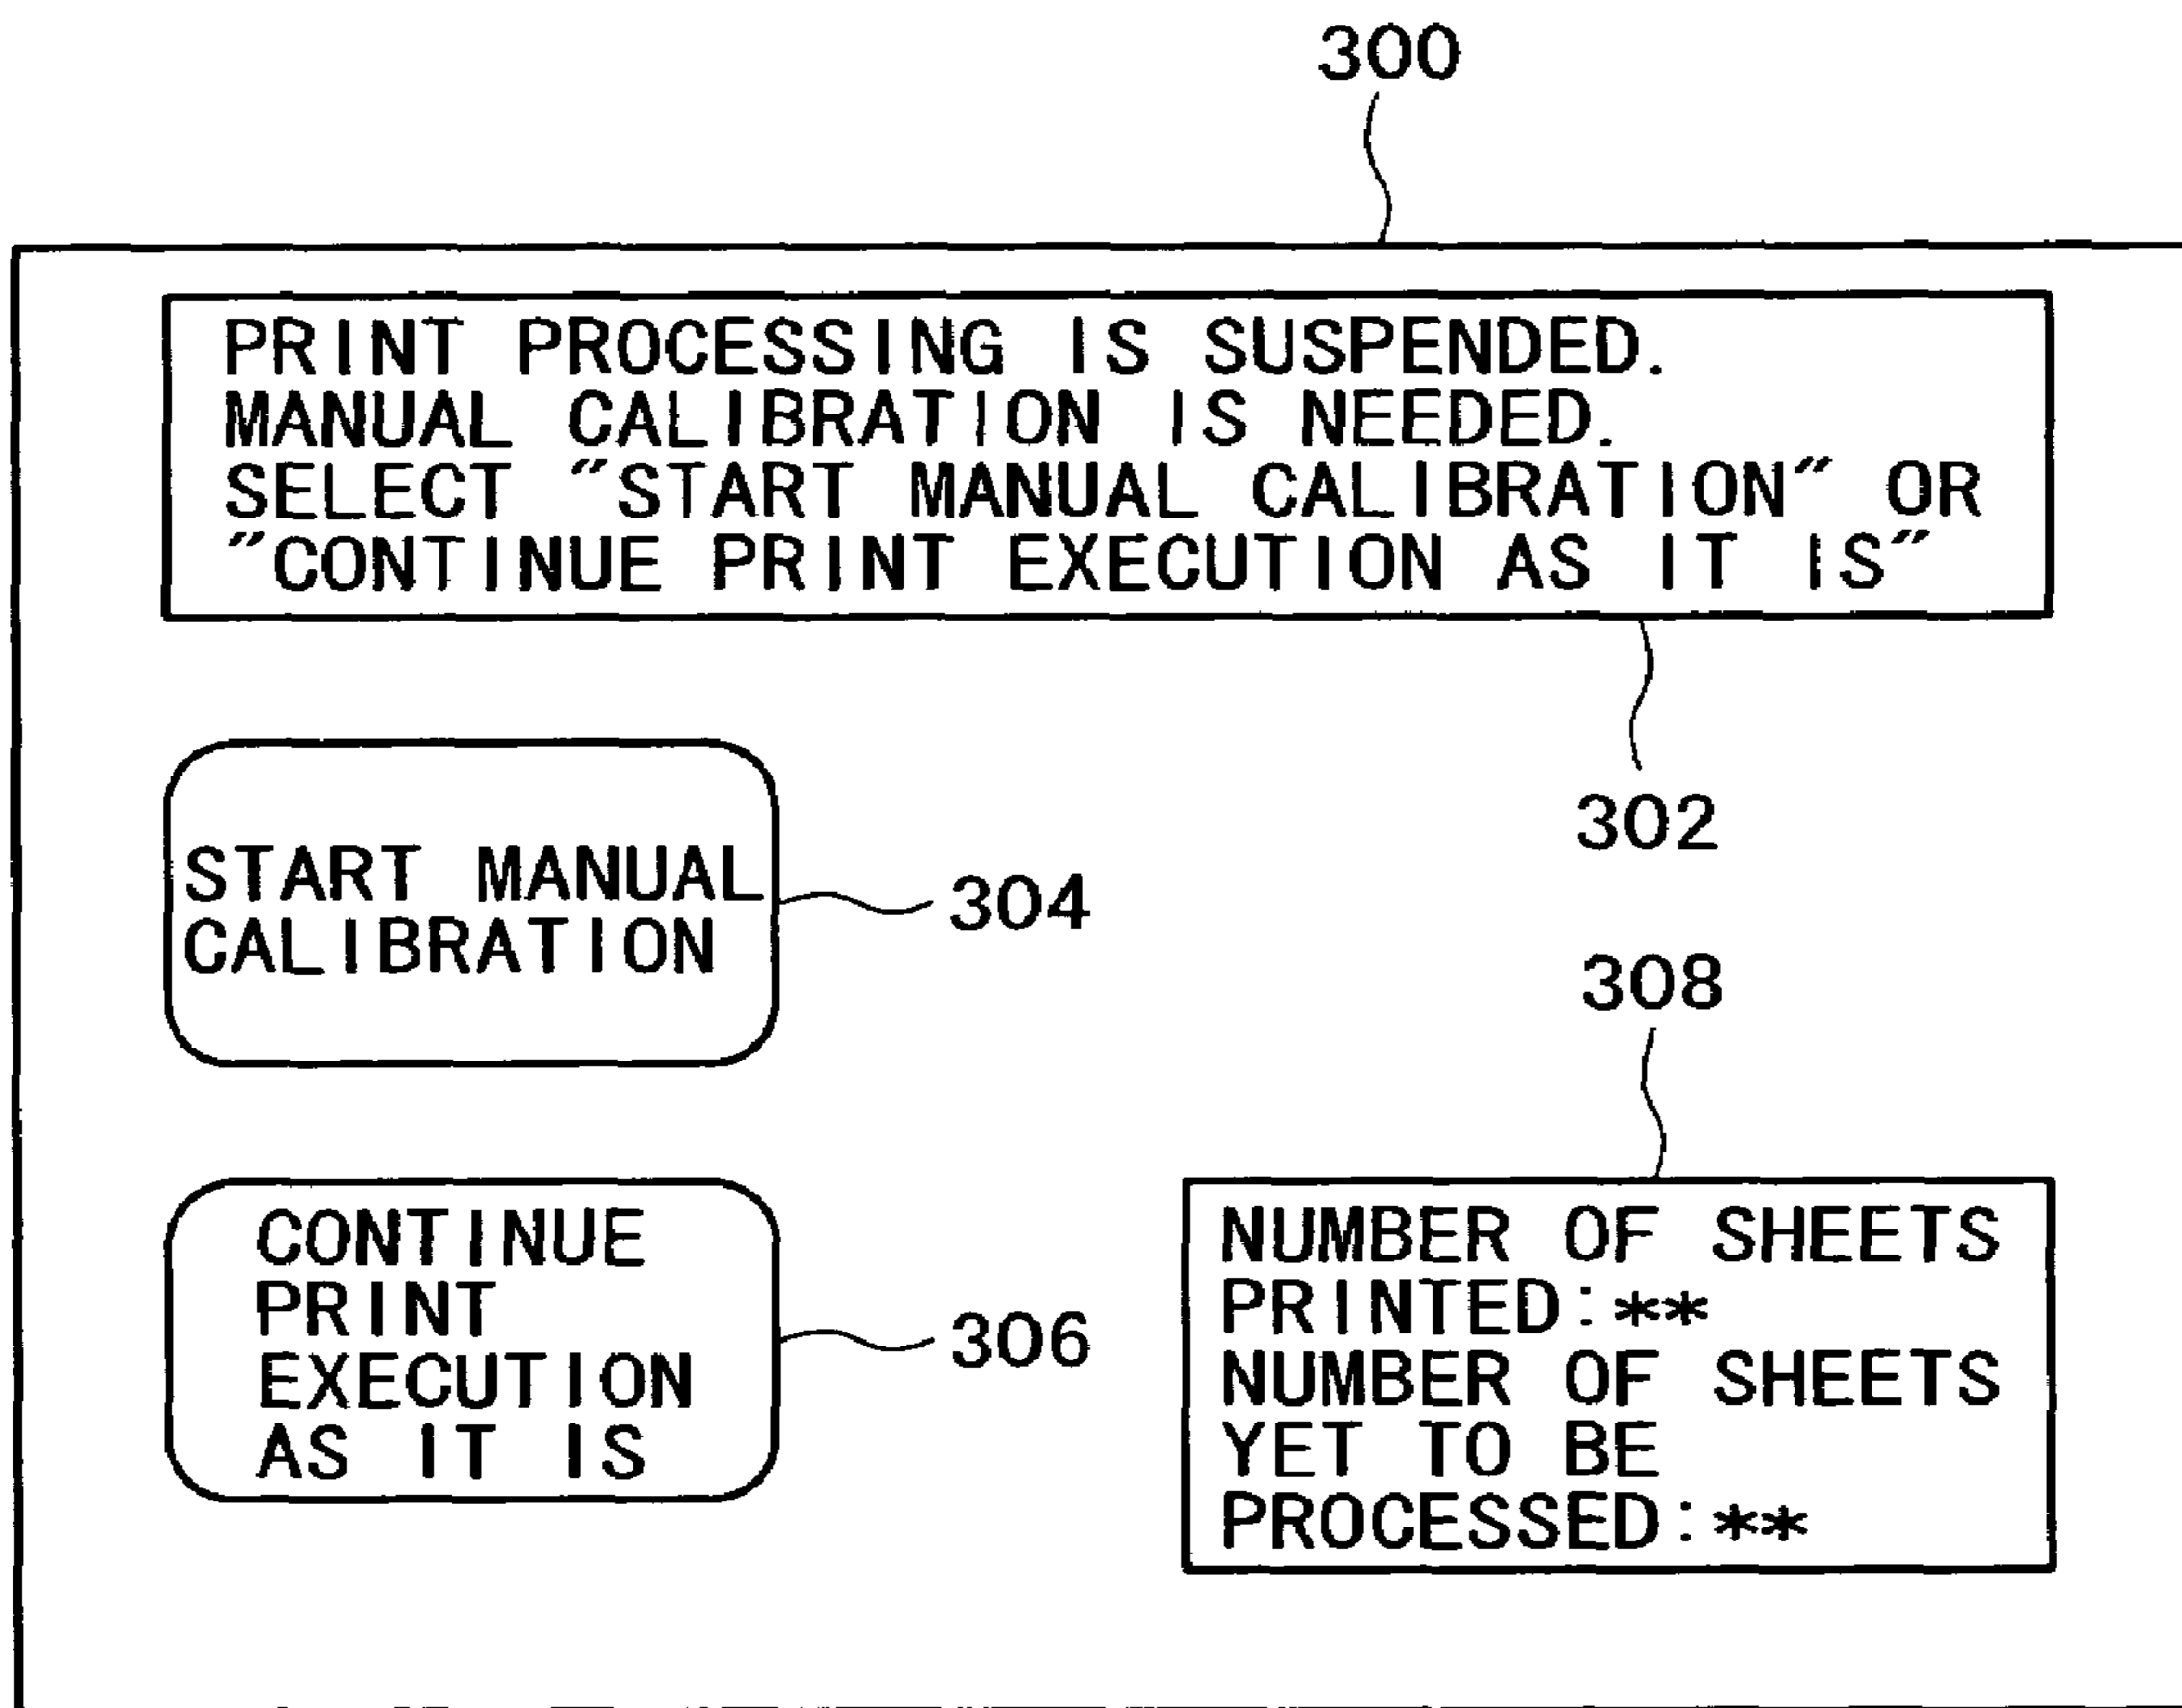 300
PRINT PROCESSING IS SUSPENDED.
MANUAL CALIBRATION IS NEEDED.
SELECT "START MANUAL CALIBRATION" OR
"CONTINUE PRINT EXECUTION AS IT IS"
302
START MANUAL
CALIBRATION
304
308
CONTINUE
PRINT
EXECUTION
AS IT IS
306
NUMBER OF SHEETS
PRINTED:**
NUMBER OF SHEETS
YET TO BE
PROCESSED:**